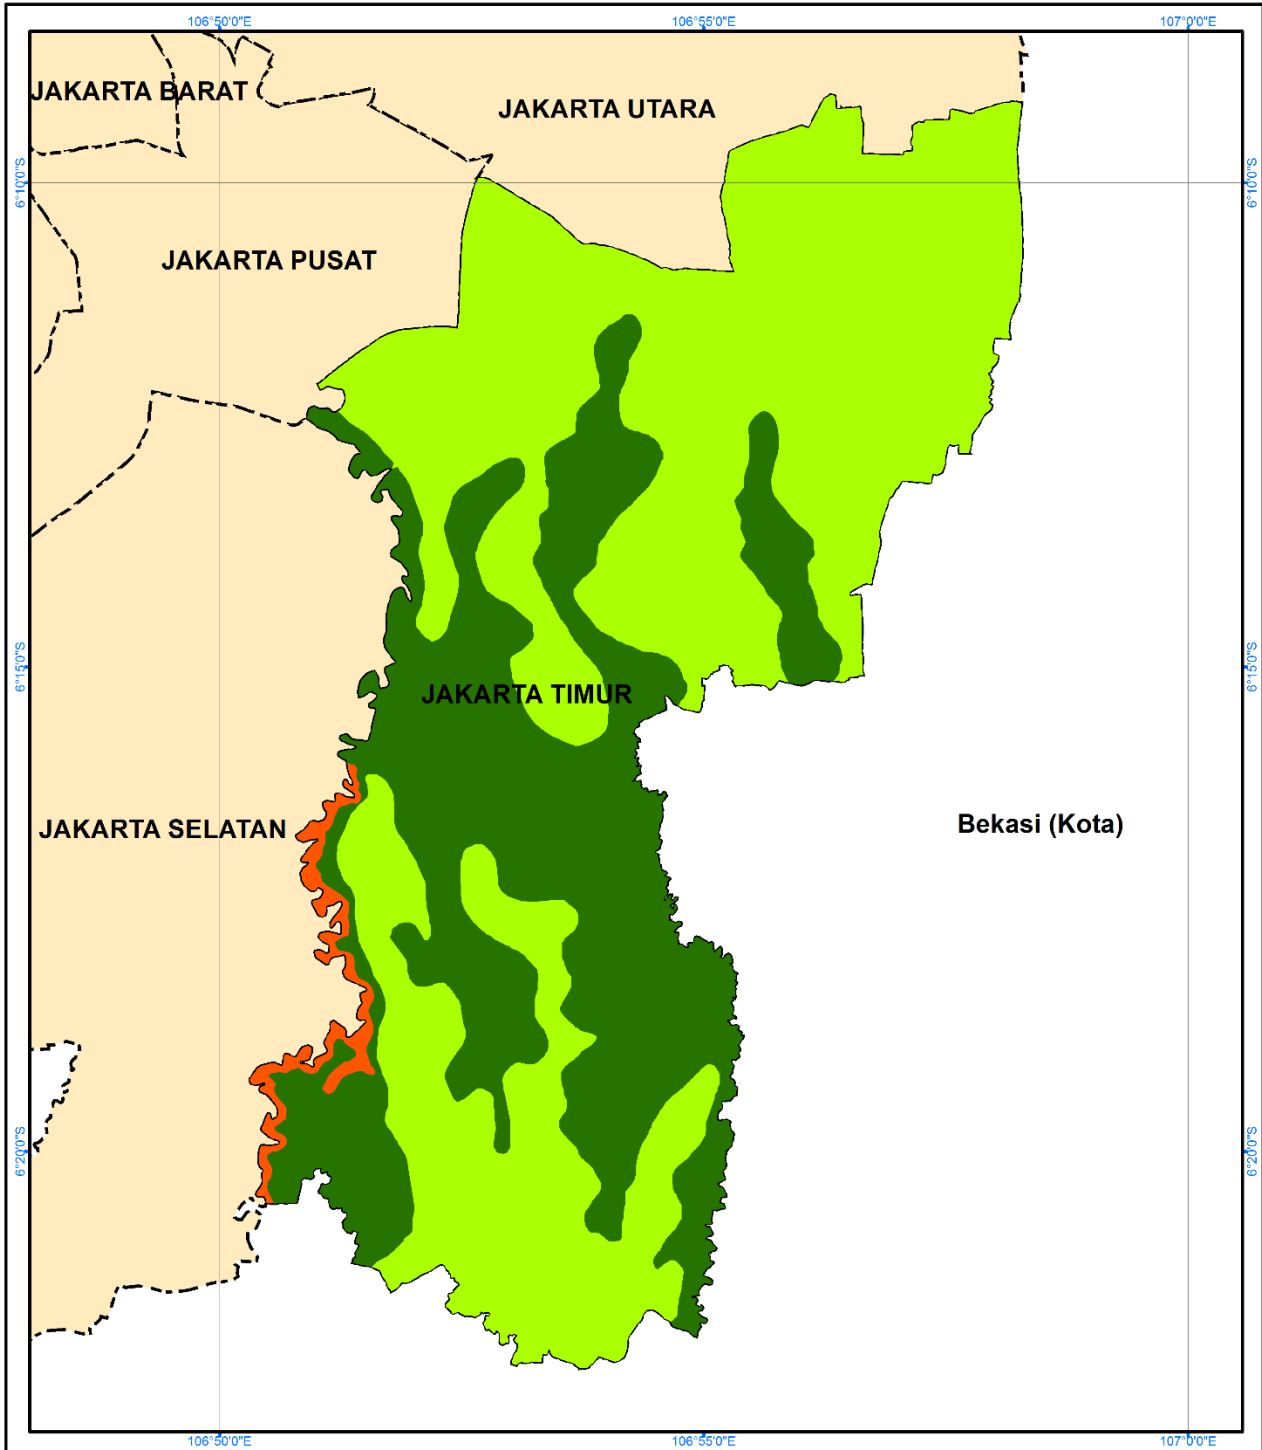 106°50'0"E
106°55'0"E
107°0'0"E
JAKARTA BARAT
JAKARTA UTARA
6°10'0"S
6°10'0"S
JAKARTA PUSAT
6°15'0"S
6°15'0"S
JAKARTA TIMUR
JAKARTA SELATAN
Bekasi (Kota)
6°20'0"S
6°20'0"S
106°50'0"E
106°55'0"E
107°0'0"E